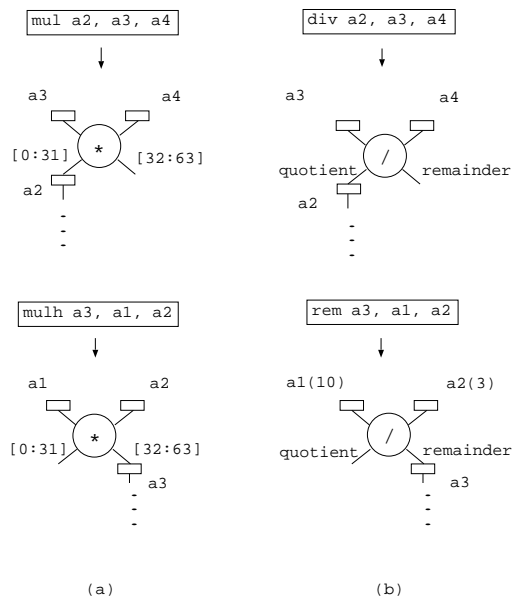 mul a2, a3, a4
a3
a4
*
[0:31]
[32:63]
a2
mulh a3, a1, a2
a1
a2
*
[0:31]
[32:63]
a3
(a)
div a2, a3, a4
a3
a4
/
quotient
remainder
a2
rem a3, a1, a2
a1(10)
a2(3)
/
quotient
remainder
a3
(b)